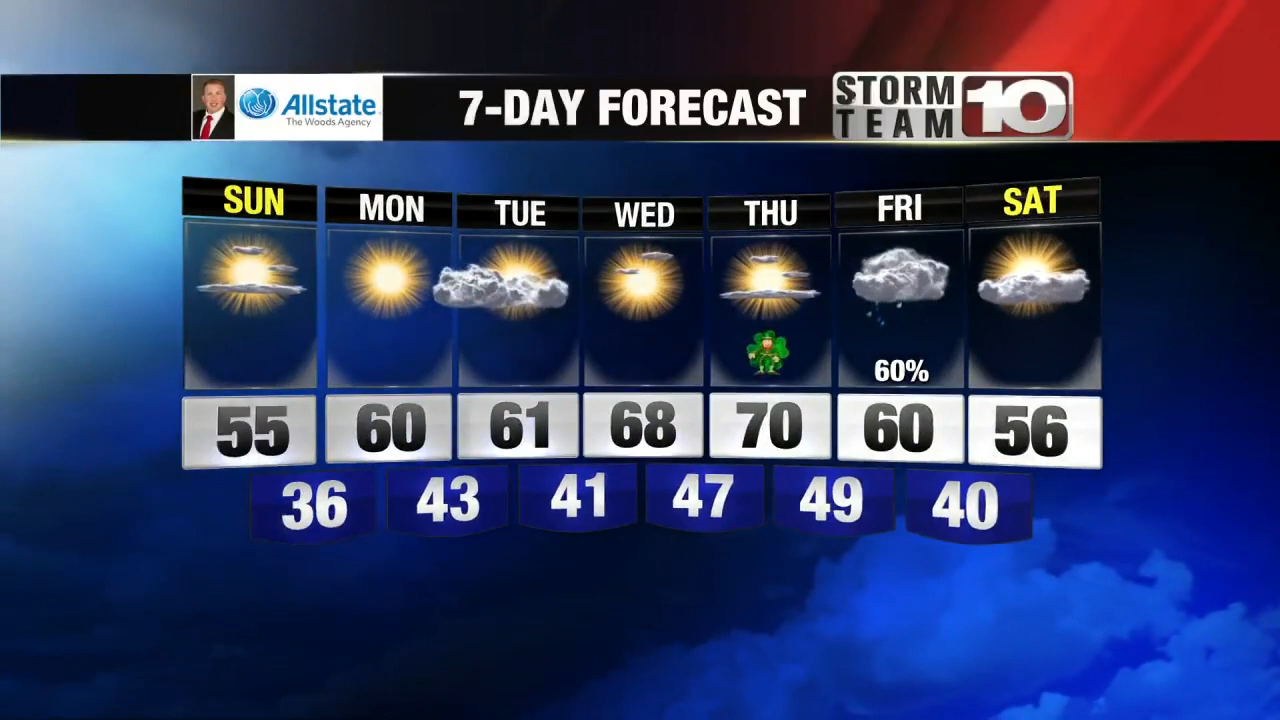 Allstate
The Woods Agency
7-DAY FORECAST
STORM TEAM 10
SUN MON TUE WED THU FRI SAT
60%
55 60 61 68 70 60 56
36 43 41 47 49 40